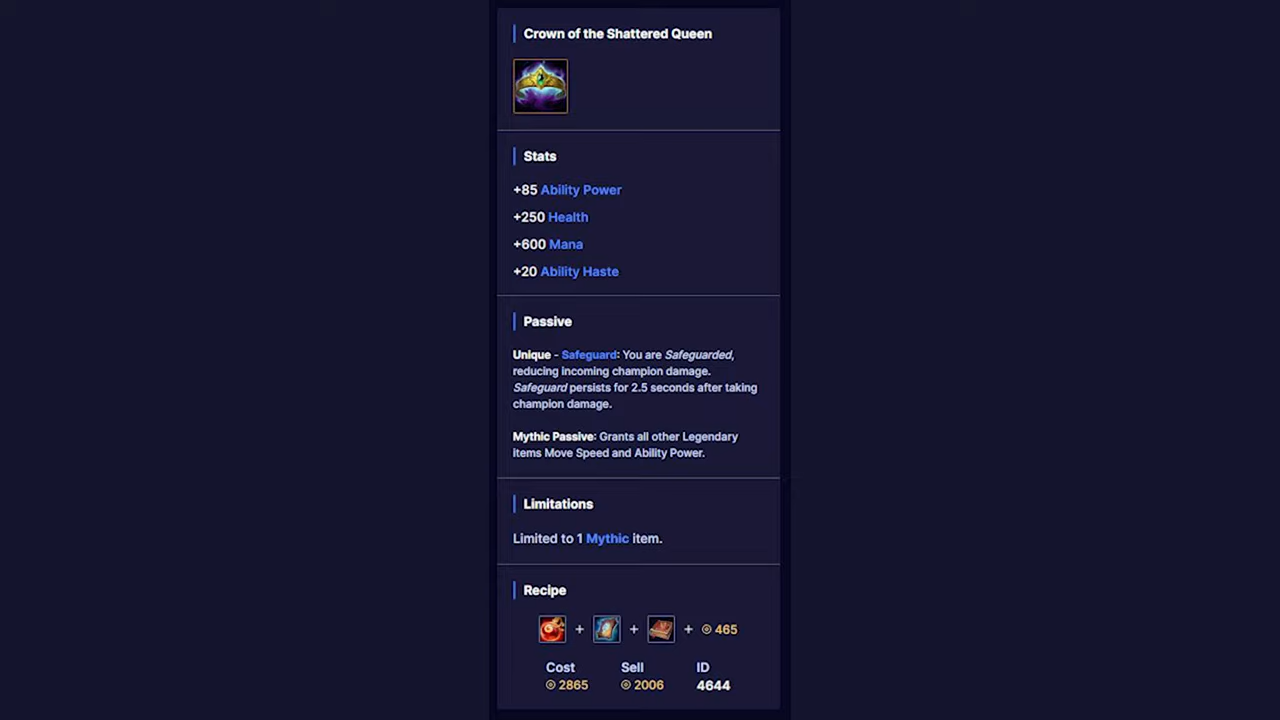 Crown of the Shattered Queen
Stats
+85 Ability Power
+250 Health
+600 Mana
+20 Ability Haste
Passive
Unique - Safeguard: You are Safeguarded,
reducing incoming champion damage.
Safeguard persists for 2.5 seconds after taking
champion damage.
Mythic Passive: Grants all other Legendary
items Move Speed and Ability Power.
Limitations
Limited to 1 Mythic item.
Recipe
+ + + 465
Cost Sell ID
2865 2006 4644